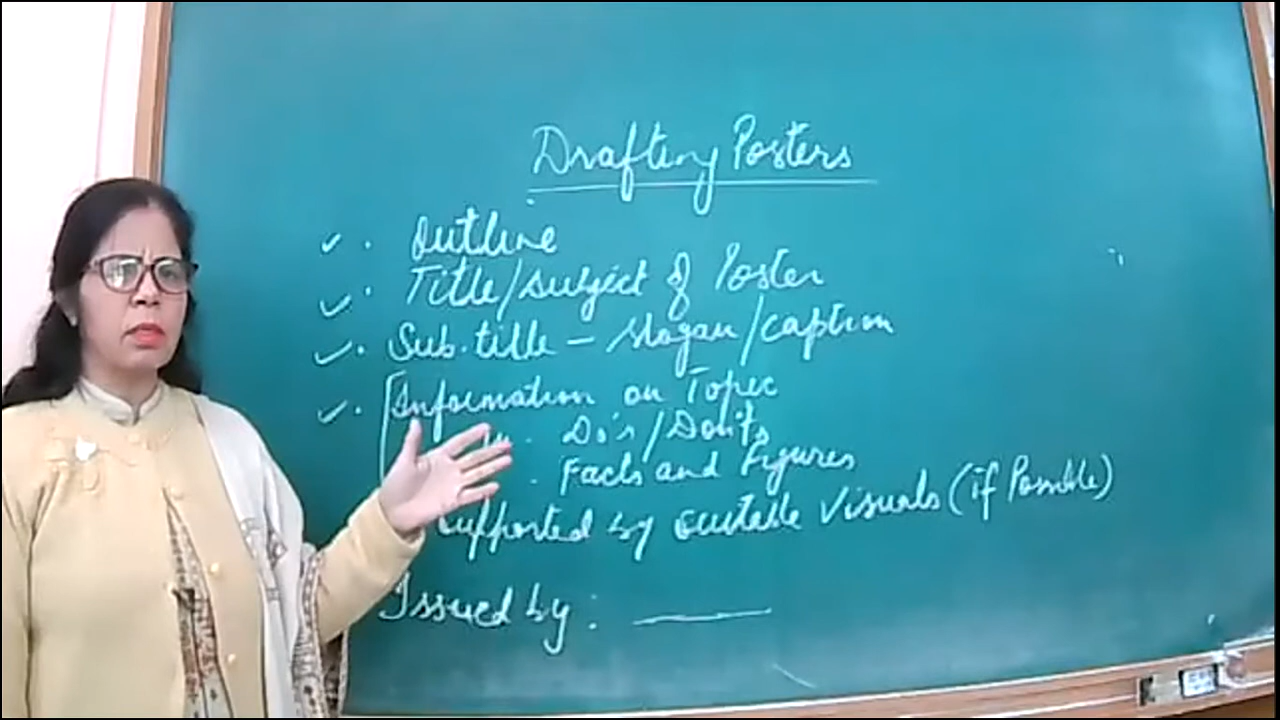 Drafting Posters
✓ . Outline
✓ . Title/Subject of Poster
✓ . Sub.title - Slogan/Caption
✓ . [Information on Topic
. Do's/Don'ts
. Facts and Figures
Supported by Suitable Visuals (if Possible)
Issued by : ______